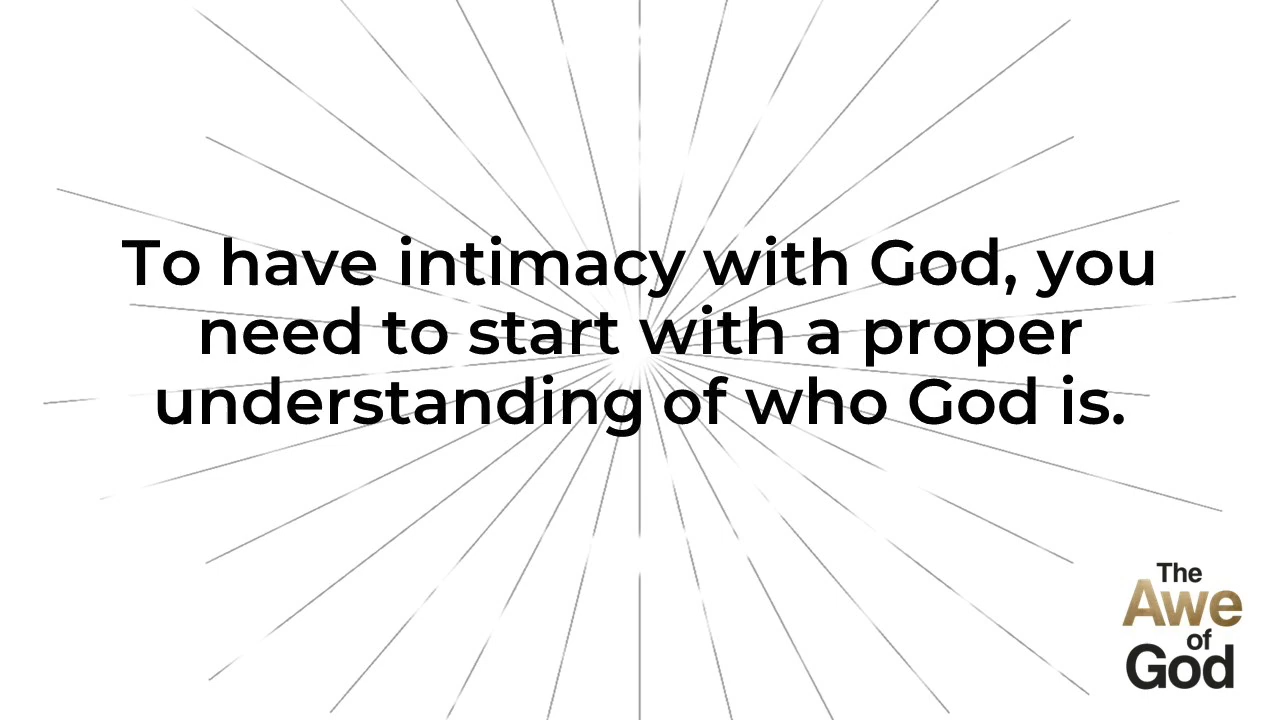 To have intimacy with God, you
need to start with a proper
understanding of who God is.
The
Awe
of
God